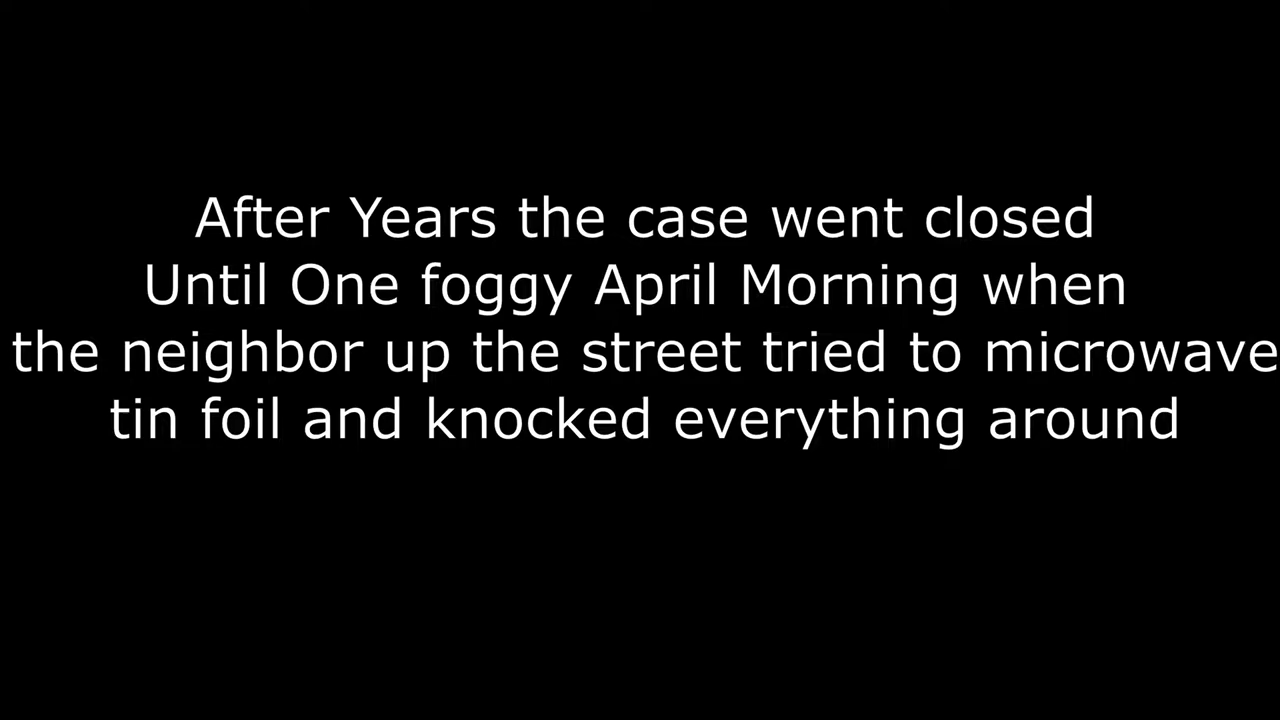 After Years the case went closed
Until One foggy April Morning when
the neighbor up the street tried to microwave
tin foil and knocked everything around